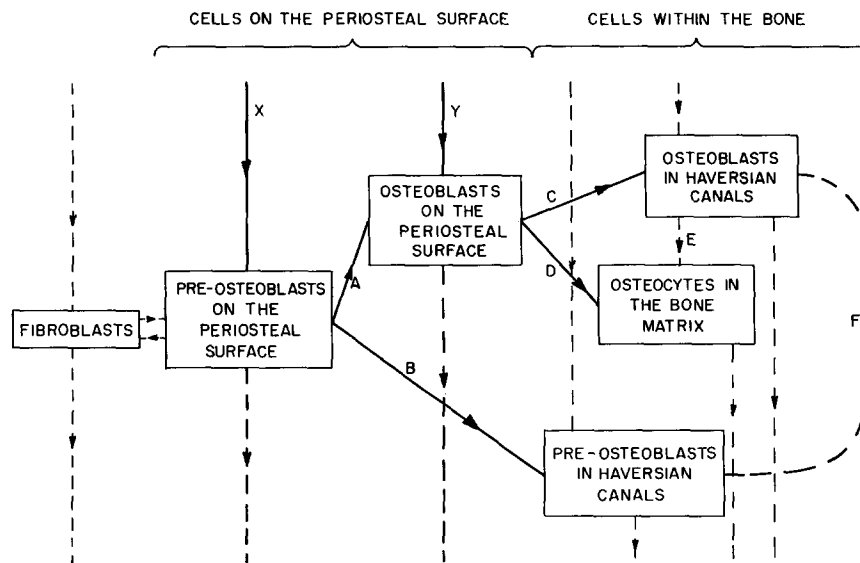 CELLS ON THE PERIOSTEAL SURFACE
CELLS WITHIN THE BONE
X
Y
OSTEOBLASTS
IN HAVERSIAN
CANALS
C
OSTEOBLASTS
ON THE
PERIOSTEAL
SURFACE
E
D
A
OSTEOCYTES IN
THE BONE
MATRIX
PRE-OSTEOBLASTS
ON THE
PERIOSTEAL
SURFACE
FIBROBLASTS
F
B
PRE-OSTEOBLASTS
IN HAVERSIAN
CANALS